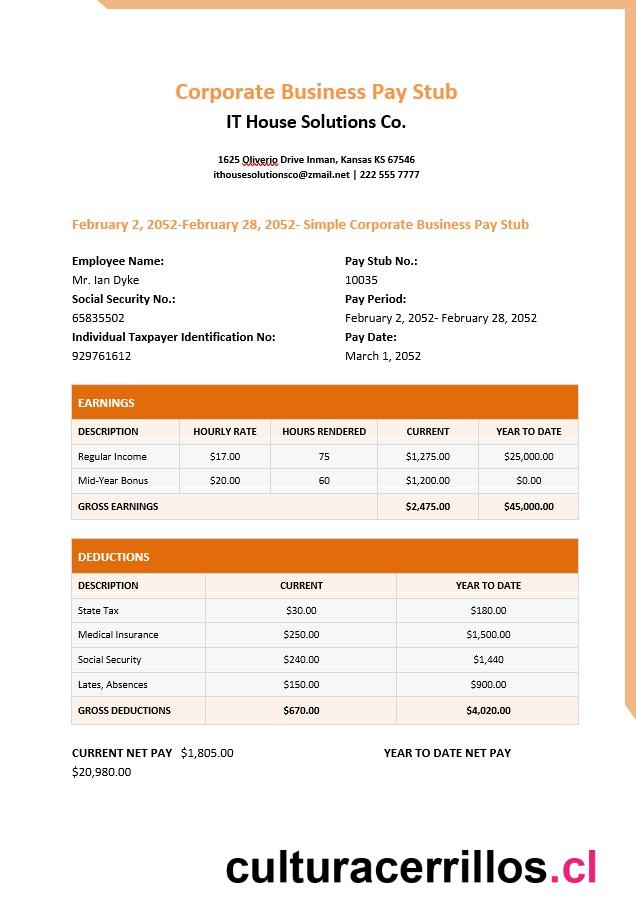 Corporate Business Pay Stub
IT House Solutions Co.
1625 Oliverio Drive Inman, Kansas KS 67546
ithousesolutionsco@zmail.net | 222 555 7777
February 2, 2052-February 28, 2052- Simple Corporate Business Pay Stub
Employee Name: Pay Stub No.:
Mr. Ian Dyke 10035
Social Security No.: Pay Period:
65835502 February 2, 2052- February 28, 2052
Individual Taxpayer Identification No: Pay Date:
929761612 March 1, 2052
EARNINGS
DESCRIPTION HOURLY RATE HOURS RENDERED CURRENT YEAR TO DATE
Regular Income $17.00 75 $1,275.00 $25,000.00
Mid-Year Bonus $20.00 60 $1,200.00 $0.00
GROSS EARNINGS $2,475.00 $45,000.00
DEDUCTIONS
DESCRIPTION CURRENT YEAR TO DATE
State Tax $30.00 $180.00
Medical Insurance $250.00 $1,500.00
Social Security $240.00 $1,440
Lates, Absences $150.00 $900.00
GROSS DEDUCTIONS $670.00 $4,020.00
CURRENT NET PAY $1,805.00 YEAR TO DATE NET PAY
$20,980.00
culturacerrillos.cl